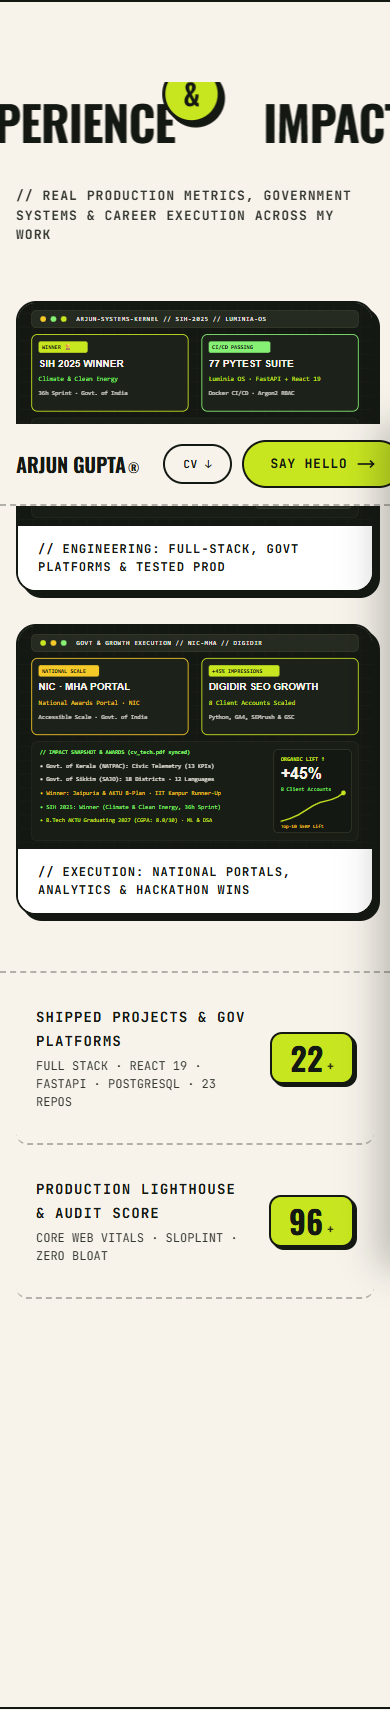 PERIENCE & IMPACT
// REAL PRODUCTION METRICS, GOVERNMENT
SYSTEMS & CAREER EXECUTION ACROSS MY
WORK
ARJUN-SYSTEMS-KERNEL // SIH-2025 // LUMINIA-OS
WINNER
SIH 2025 WINNER
Climate & Clean Energy
36h Sprint · Govt. of India
CI/CD PASSING
77 PYTEST SUITE
Luminia OS · FastAPI + React 19
Docker CI/CD · Argon2 RBAC
ARJUN GUPTA®
CV ↓
SAY HELLO →
// ENGINEERING: FULL-STACK, GOVT
PLATFORMS & TESTED PROD
GOVT & GROWTH EXECUTION // NIC-MHA // DIGIDIR
NATIONAL SCALE
NIC - MHA PORTAL
National Awards Portal · NIC
Accessible Scale · Govt. of India
+45% IMPRESSIONS
DIGIDIR SEO GROWTH
8 Client Accounts Scaled
Python, GA4, SEMrush & GSC
// IMPACT SNAPSHOT & AWARDS (cv_tech.pdf synced)
• Govt. of Kerala (NATPAC): Civic Telemetry (13 KPIs)
• Govt. of Sikkim (SAJO): 18 Districts · 12 Languages
• Winner: Jaipuria & AKTU B-Plan · IIT Kanpur Runner-Up
• SIH 2025: Winner (Climate & Clean Energy, 36h Sprint)
• B.Tech AKTU Graduating 2027 (CGPA: 8.0/10) · ML & DSA
ORGANIC LIFT ↑
+45%
8 Client Accounts
Top-10 SERP Lift
// EXECUTION: NATIONAL PORTALS,
ANALYTICS & HACKATHON WINS
SHIPPED PROJECTS & GOV
PLATFORMS
FULL STACK · REACT 19 ·
FASTAPI · POSTGRESQL · 23
REPOS
22 +
PRODUCTION LIGHTHOUSE
& AUDIT SCORE
CORE WEB VITALS · SLOPLINT ·
ZERO BLOAT
96 +